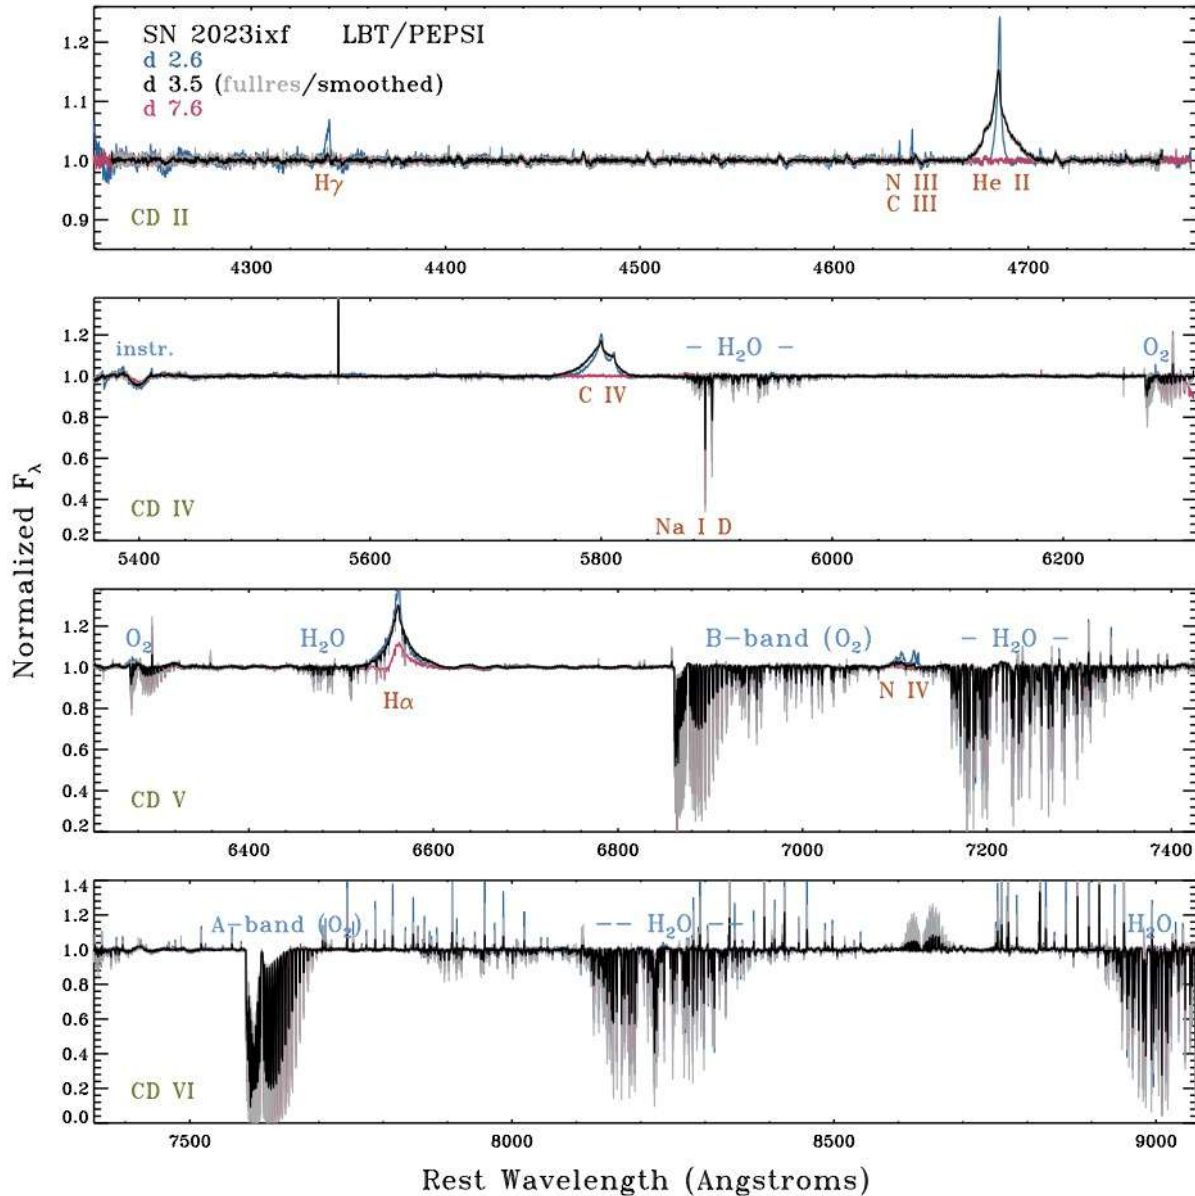 SN 2023ixf LBT/PEPSI
d 2.6
d 3.5 (fullres/smoothed)
d 7.6
1.2
1.1
1.0
0.9
Hγ
N III
C III
He II
CD II
4300 4400 4500 4600 4700
1.2
1.0
0.8
0.6
0.4
0.2
instr.
– H₂O –
O₂
C IV
CD IV
Na I D
5400 5600 5800 6000 6200
1.2
1.0
0.8
0.6
0.4
0.2
O₂
H₂O
B–band (O₂)
– H₂O –
Hα
N IV
CD V
6400 6600 6800 7000 7200 7400
1.4
1.2
1.0
0.8
0.6
0.4
0.2
0.0
A–band (O₂)
–– H₂O ––
H₂O
CD VI
7500 8000 8500 9000
Normalized F_λ
Rest Wavelength (Angstroms)